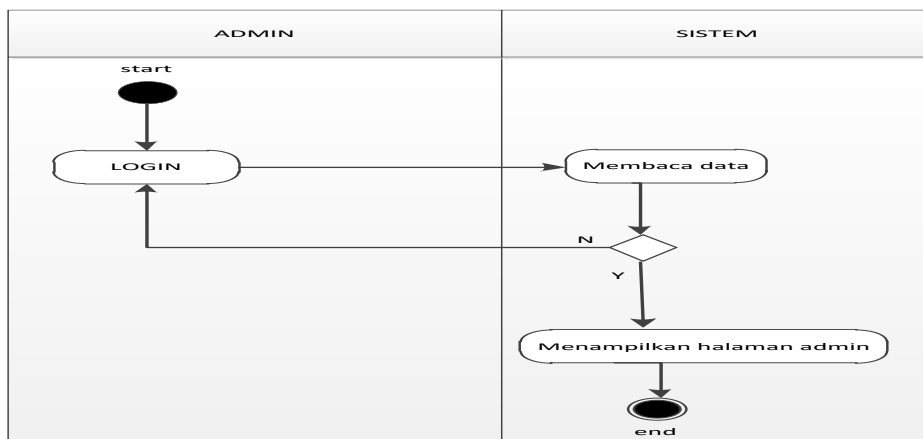 ADMIN
SISTEM
start
LOGIN
Membaca data
N
Y
Menampilkan halaman admin
end